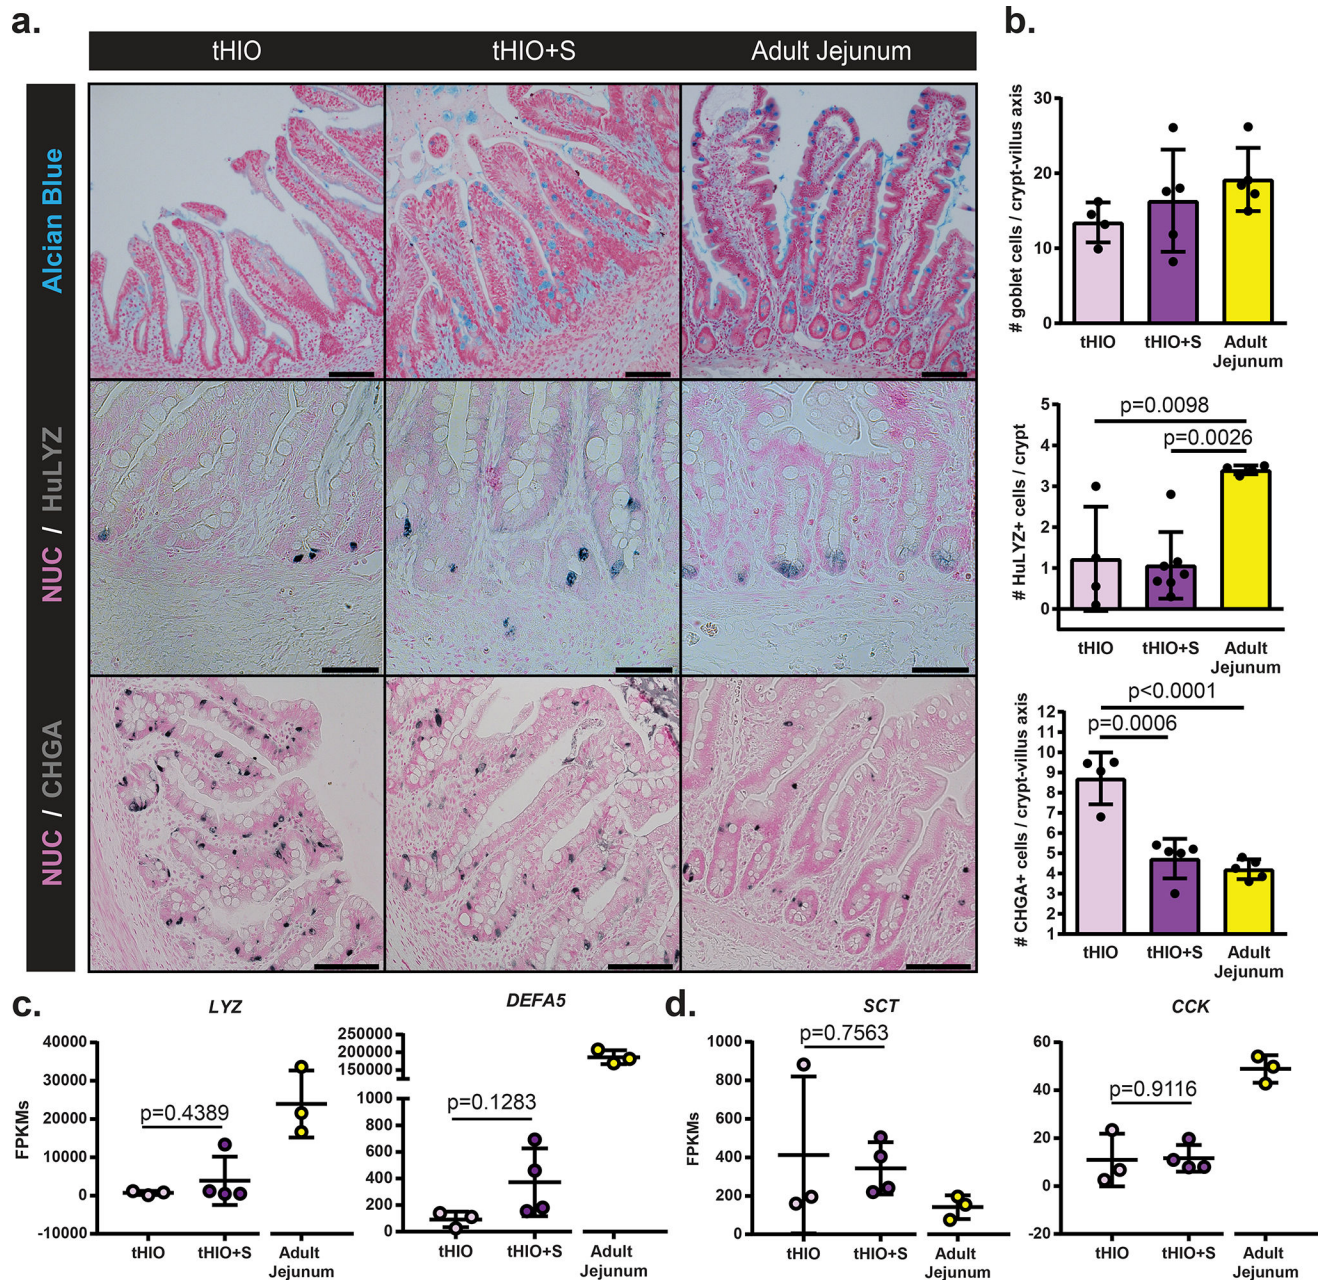 a.
tHIO
tHIO+S
Adult Jejunum
Alcian Blue
NUC / HuLYZ
NUC / CHGA
b.
# goblet cells / crypt-villus axis
30
20
10
0
tHIO
tHIO+S
Adult
Jejunum
# HuLYZ+ cells / crypt
5
4
3
2
1
0
p=0.0098
p=0.0026
tHIO
tHIO+S
Adult
Jejunum
# CHGA+ cells / crypt-villus axis
12
11
10
9
8
7
6
5
4
3
2
1
p<0.0001
p=0.0006
tHIO
tHIO+S
Adult
Jejunum
c.
LYZ
FPKMs
40000
30000
20000
10000
0
-10000
p=0.4389
tHIO
tHIO+S
Adult
Jejunum
DEFA5
250000
200000
150000
1000
800
600
400
200
0
p=0.1283
tHIO
tHIO+S
Adult
Jejunum
d.
SCT
FPKMs
1000
800
600
400
200
0
p=0.7563
tHIO
tHIO+S
Adult
Jejunum
CCK
60
40
20
0
-20
p=0.9116
tHIO
tHIO+S
Adult
Jejunum